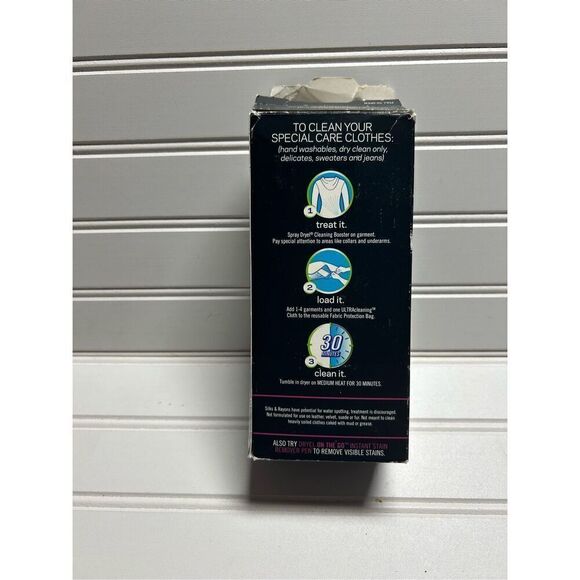 TO CLEAN YOUR
SPECIAL CARE CLOTHES:
(hand washables, dry clean only,
delicates, sweaters and jeans)
1
treat it.
Spray Dryel® Cleaning Booster on garment.
Pay special attention to areas like collars and underarms.
2
load it.
Add 1-4 garments and one ULTRAcleaning™
Cloth to the reusable Fabric Protection Bag.
30
MINUTES
3
clean it.
Tumble in dryer on MEDIUM HEAT FOR 30 MINUTES.
Silks & Rayons have potential for water spotting, treatment is discouraged.
Not formulated for use on leather, velvet, suede or fur. Not meant to clean
heavily soiled clothes caked with mud or grease.
ALSO TRY DRYEL ON THE GO™ INSTANT STAIN
REMOVER PEN TO REMOVE VISIBLE STAINS.